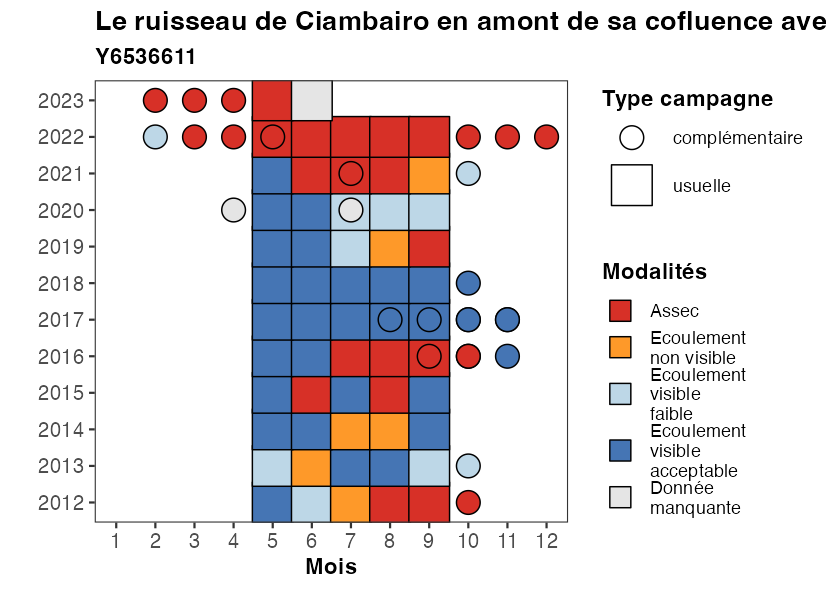 Le ruisseau de Ciambairo en amont de sa cofluence ave
Y6536611
2023
2022
2021
2020
2019
2018
2017
2016
2015
2014
2013
2012
1 2 3 4 5 6 7 8 9 10 11 12
Mois
Type campagne
complémentaire
usuelle
Modalités
Assec
Ecoulement
non visible
Ecoulement
visible
faible
Ecoulement
visible
acceptable
Donnée
manquante